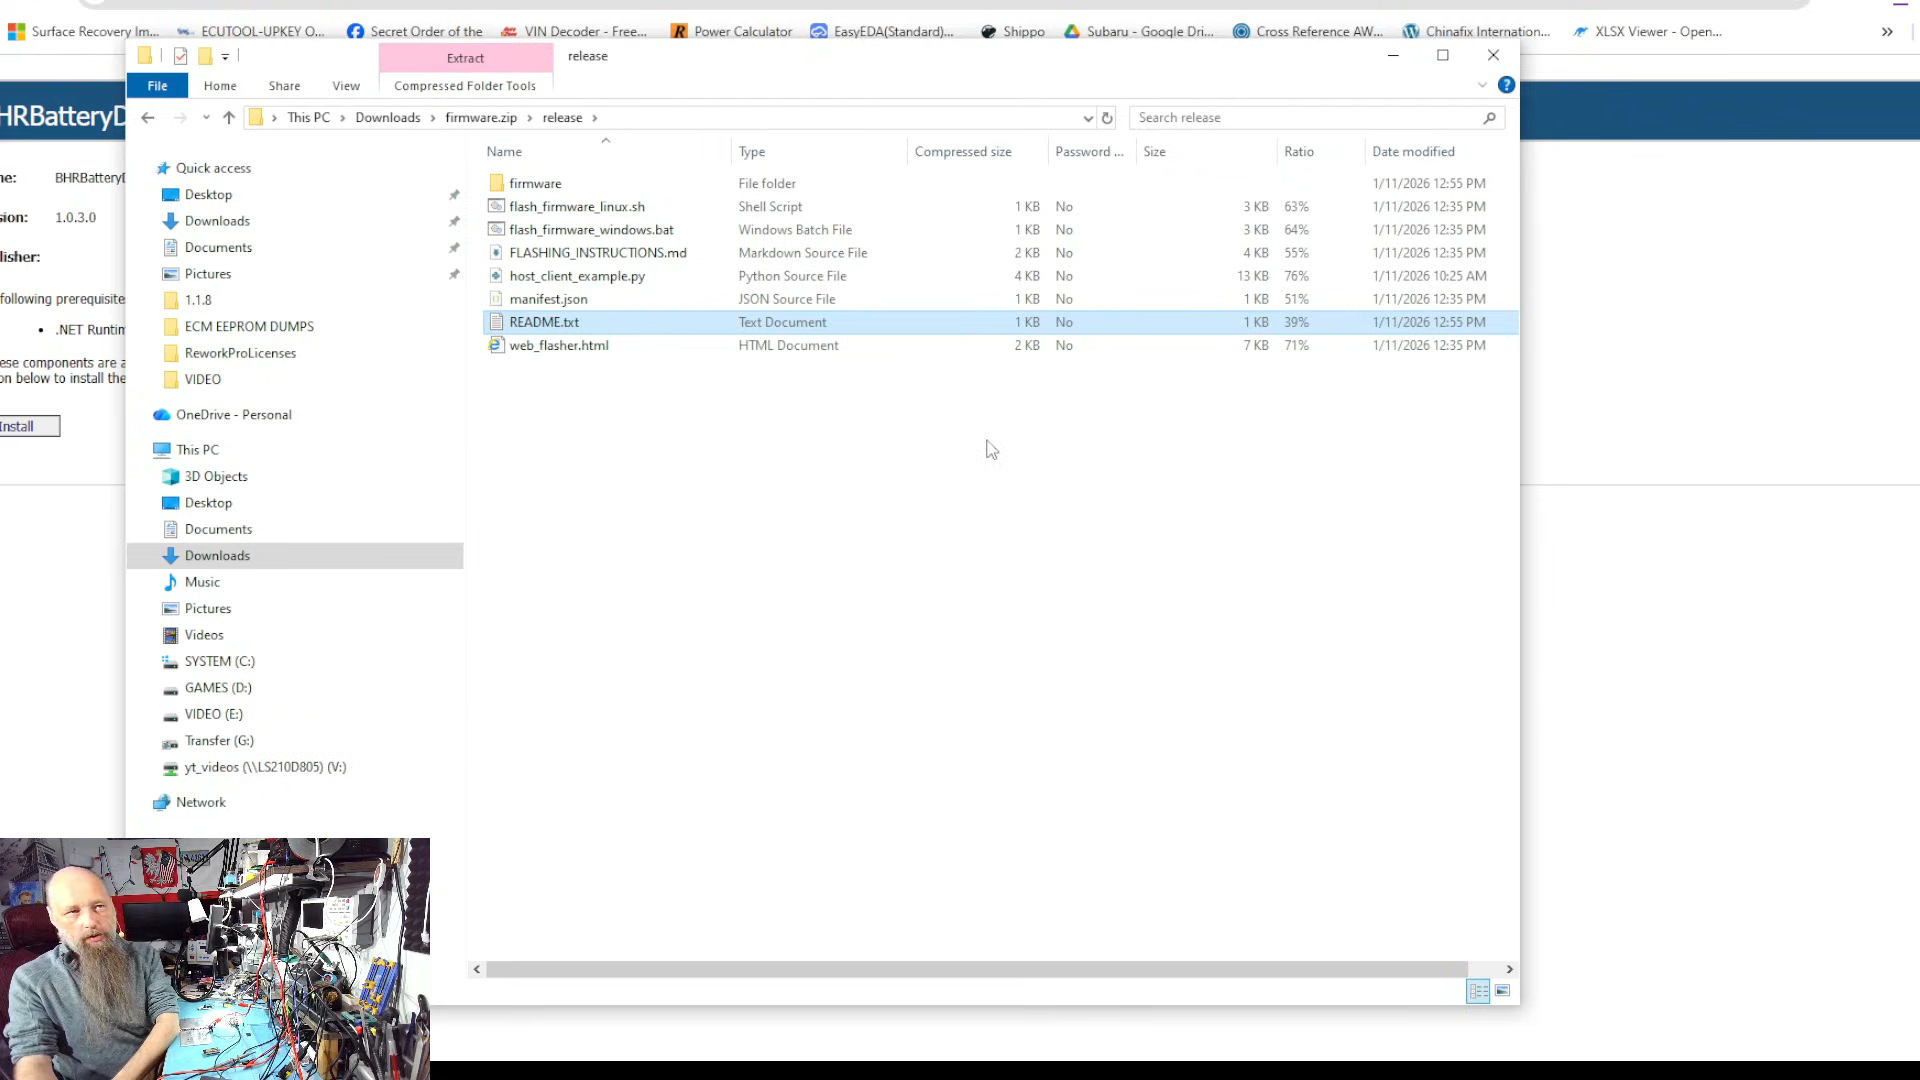 Surface Recovery Im... ECUTOOL-UPKEY O... Secret Order of the VIN Decoder - Free... Power Calculator EasyEDA(Standard)... Shippo Subaru - Google Dri... Cross Reference AW... Chinafix Internation... XLSX Viewer - Open... »
Extract release
File Home Share View Compressed Folder Tools
HRBatteryD
This PC Downloads firmware.zip release Search release
Name Type Compressed size Password ... Size Ratio Date modified
firmware File folder 1/11/2026 12:55 PM
flash_firmware_linux.sh Shell Script 1 KB No 3 KB 63% 1/11/2026 12:35 PM
flash_firmware_windows.bat Windows Batch File 1 KB No 3 KB 64% 1/11/2026 12:35 PM
FLASHING_INSTRUCTIONS.md Markdown Source File 2 KB No 4 KB 55% 1/11/2026 12:35 PM
host_client_example.py Python Source File 4 KB No 13 KB 76% 1/11/2026 10:25 AM
manifest.json JSON Source File 1 KB No 1 KB 51% 1/11/2026 12:35 PM
README.txt Text Document 1 KB No 1 KB 39% 1/11/2026 12:55 PM
web_flasher.html HTML Document 2 KB No 7 KB 71% 1/11/2026 12:35 PM
Quick access
Desktop
Downloads
Documents
Pictures
1.1.8
ECM EEPROM DUMPS
ReworkProLicenses
VIDEO
OneDrive - Personal
This PC
3D Objects
Desktop
Documents
Downloads
Music
Pictures
Videos
SYSTEM (C:)
GAMES (D:)
VIDEO (E:)
Transfer (G:)
yt_videos (\\LS210D805) (V:)
Network
me: BHRBatteryD
sion: 1.0.3.0
lisher:
following prerequisite
• .NET Runtim
ese components are a
on below to install the
Install